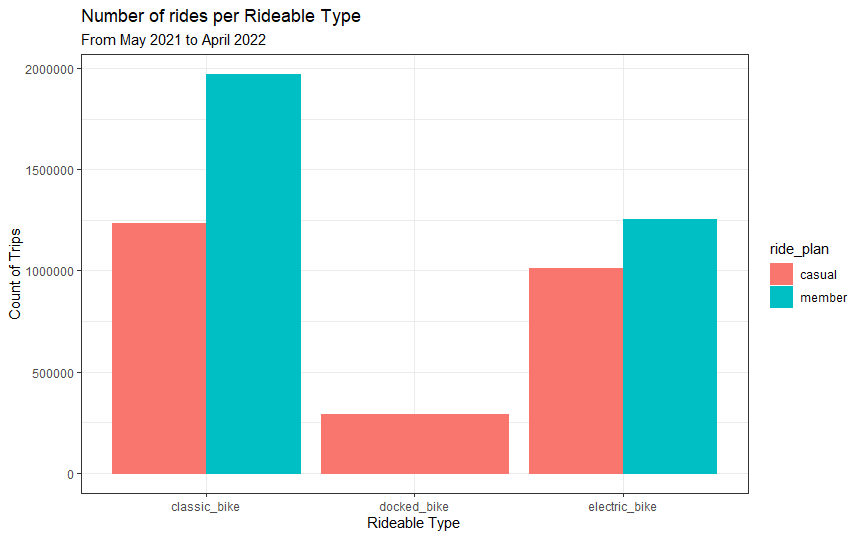 Number of rides per Rideable Type
From May 2021 to April 2022
2000000
1500000
1000000
500000
0
Count of Trips
classic_bike
docked_bike
electric_bike
Rideable Type
ride_plan
casual
member